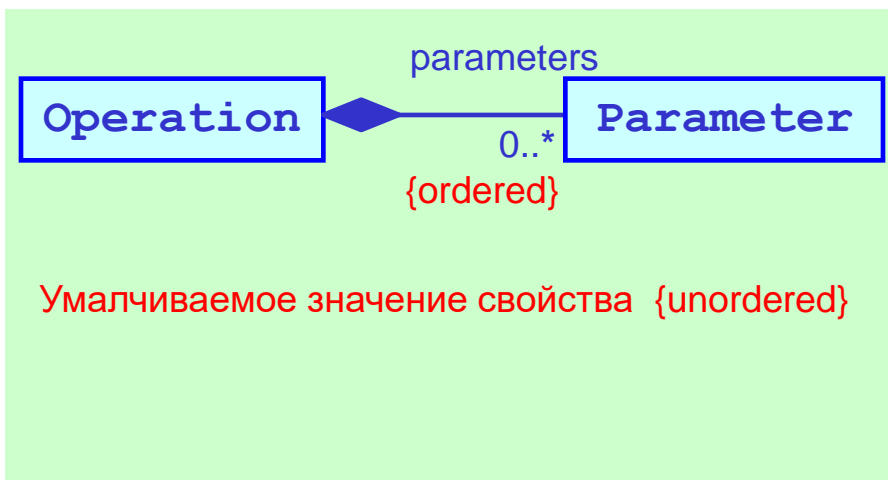 parameters
Operation
Parameter
0..*
{ordered}
Умалчиваемое значение свойства {unordered}